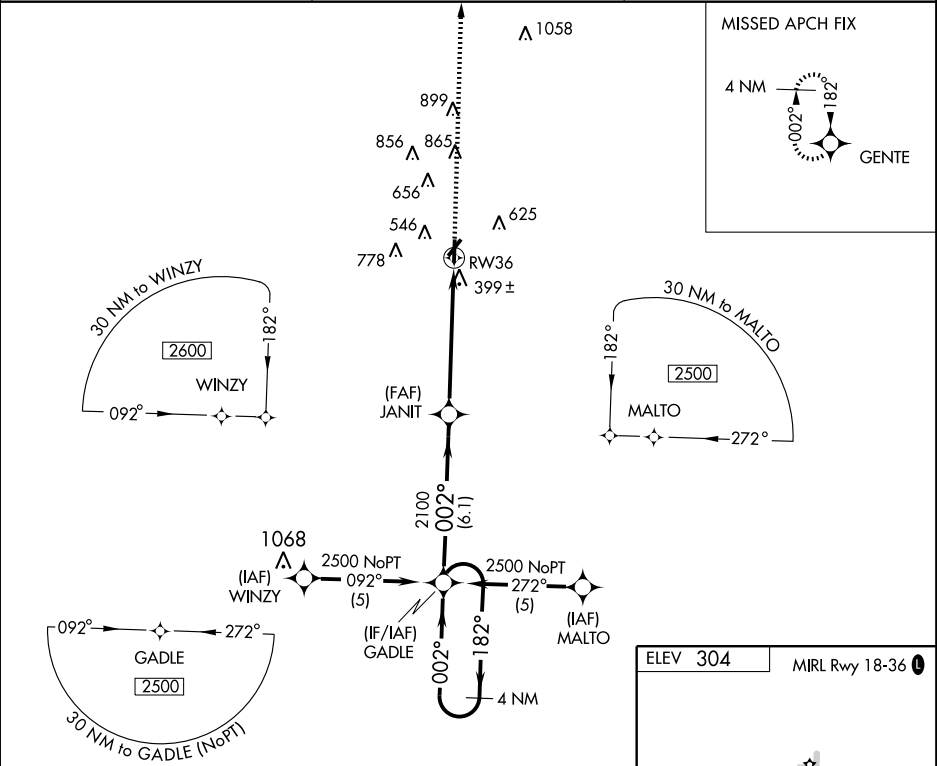 MISSED APCH FIX
4 NM
002°
182°
GENTE
1058
899
856
865
656
546
625
778
RW36
399 ±
30 NM to WINZY
182°
2600
WINZY
092°
30 NM to MALTO
182°
2500
MALTO
272°
(FAF)
JANIT
2100
002°
(6.1)
1068
(IAF)
WINZY
2500 NoPT
092°
(5)
2500 NoPT
272°
(5)
(IAF)
MALTO
(IF/IAF)
GADLE
002°
182°
4 NM
092°
272°
GADLE
2500
30 NM to GADLE (NoPT)
ELEV 304
MIRL Rwy 18-36 L